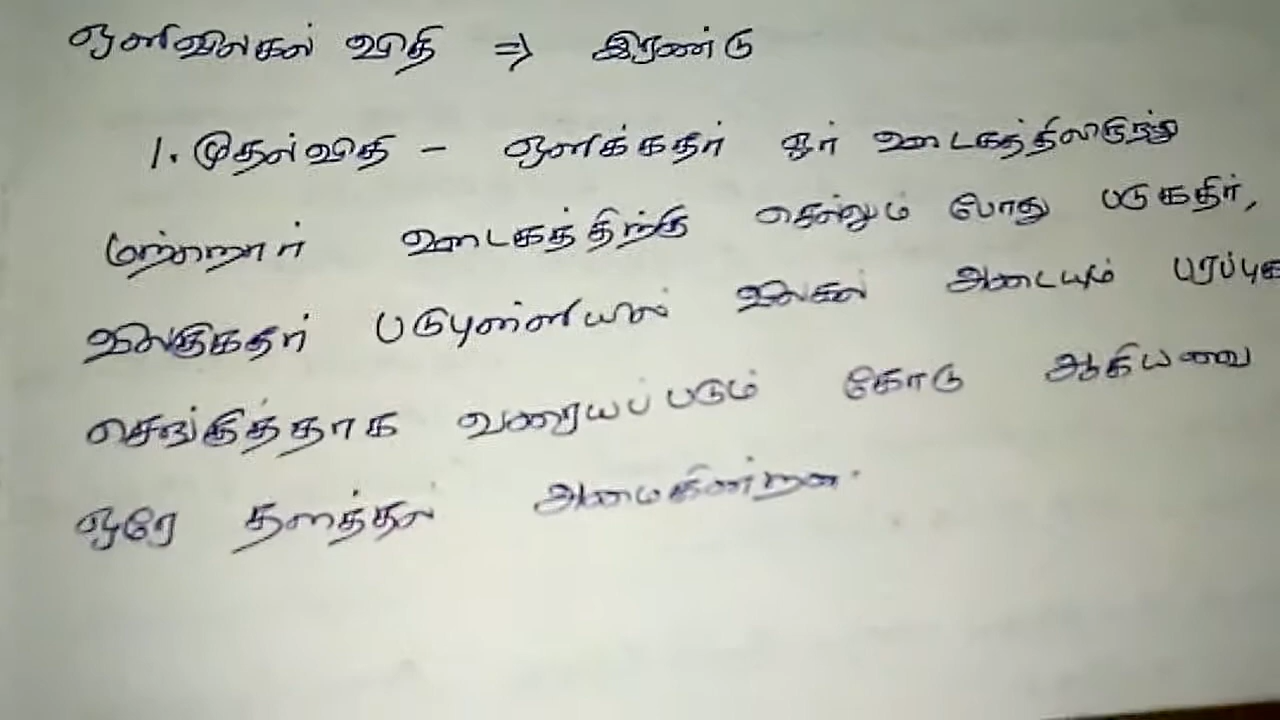 ஒளிவிலகல் விதி => இரண்டு
1. முதல்விதி - ஒளிக்கதிர் ஓர் ஊடகத்திலிருந்து
மற்றோர் ஊடகத்திற்கு செல்லும் போது படுகதிர்,
விலகுகதிர் படுபுள்ளியில் விலகல் அடையும் பரப்புக
செங்குத்தாக வரையப்படும் கோடு ஆகியவை
ஒரே தளத்தில் அமைகின்றன.